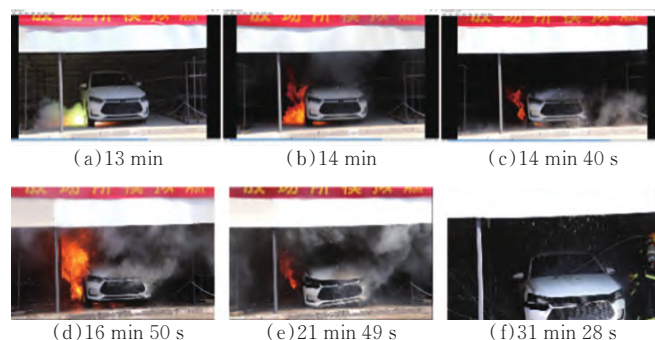 (a)13 min
(b)14 min
(c)14 min 40 s
(d)16 min 50 s
(e)21 min 49 s
(f)31 min 28 s